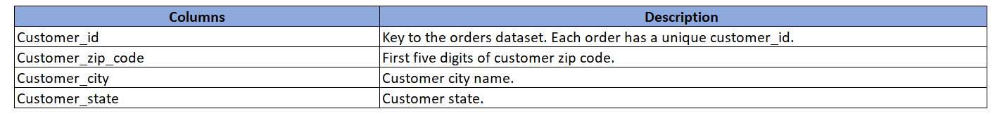 Columns Description
Customer_id Key to the orders dataset. Each order has a unique customer_id.
Customer_zip_code First five digits of customer zip code.
Customer_city Customer city name.
Customer_state Customer state.